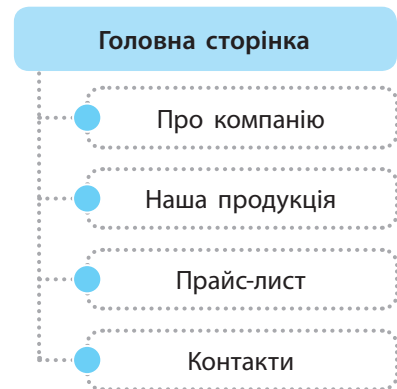 Головна сторінка
Про компанію
Наша продукція
Прайс-лист
Контакти